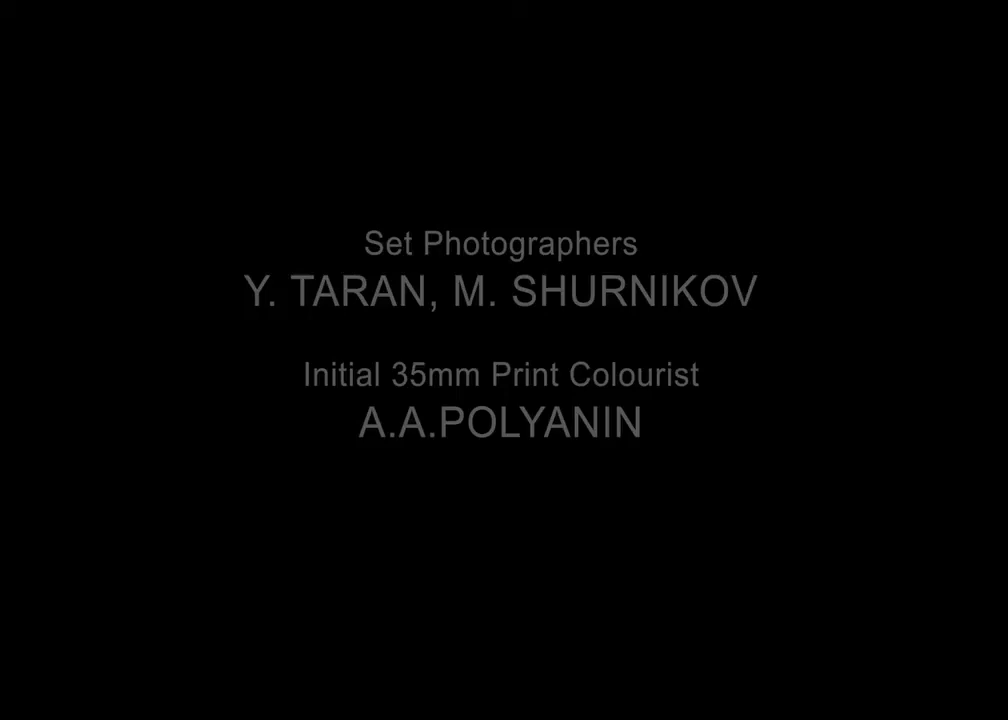 Set Photographers
Y. TARAN, M. SHURNIKOV
Initial 35mm Print Colourist
A.A.POLYANIN